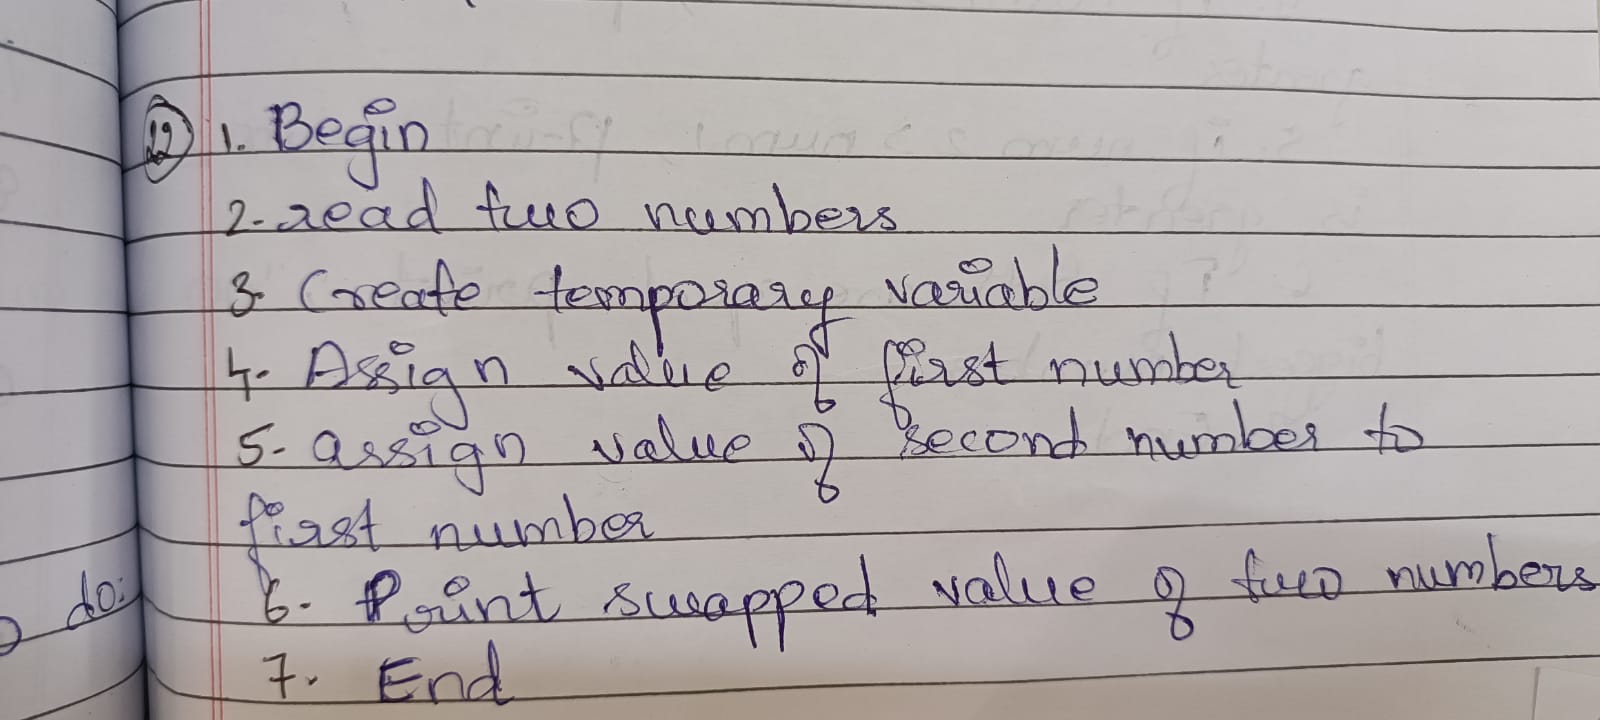 22 1. Begin
2- read two numbers
3- Create temporary variable
4- Assign value of first number
5- assign value of second number to
first number
do:
6- Print swapped value of two numbers
7. End